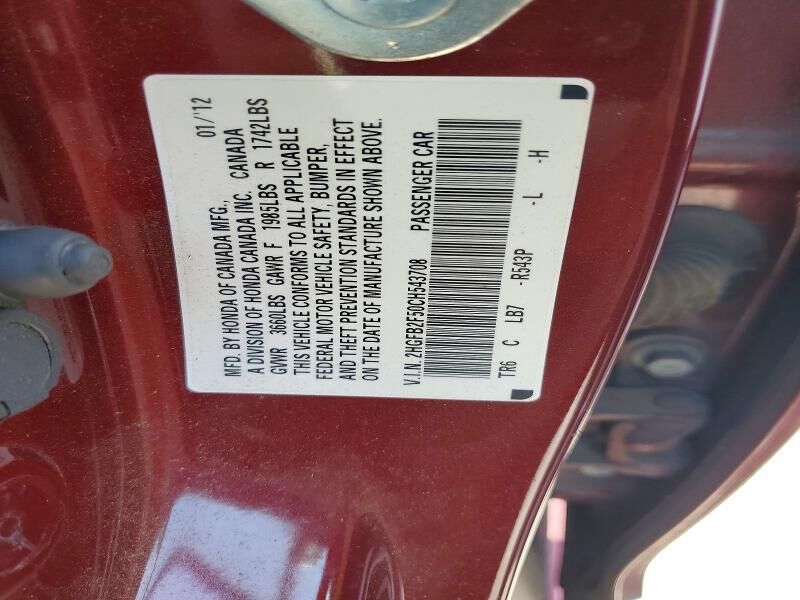 MFD. BY HONDA OF CANADA MFG., 01/'12
A DIVISION OF HONDA CANADA INC. CANADA
GVWR 3660LBS GAWR F 1985LBS R 1742LBS
THIS VEHICLE CONFORMS TO ALL APPLICABLE
FEDERAL MOTOR VEHICLE SAFETY, BUMPER,
AND THEFT PREVENTION STANDARDS IN EFFECT
ON THE DATE OF MANUFACTURE SHOWN ABOVE.
V.I.N. 2HGFB2F50CH543708 PASSENGER CAR
TR6 C LB7 -R543P -L -H